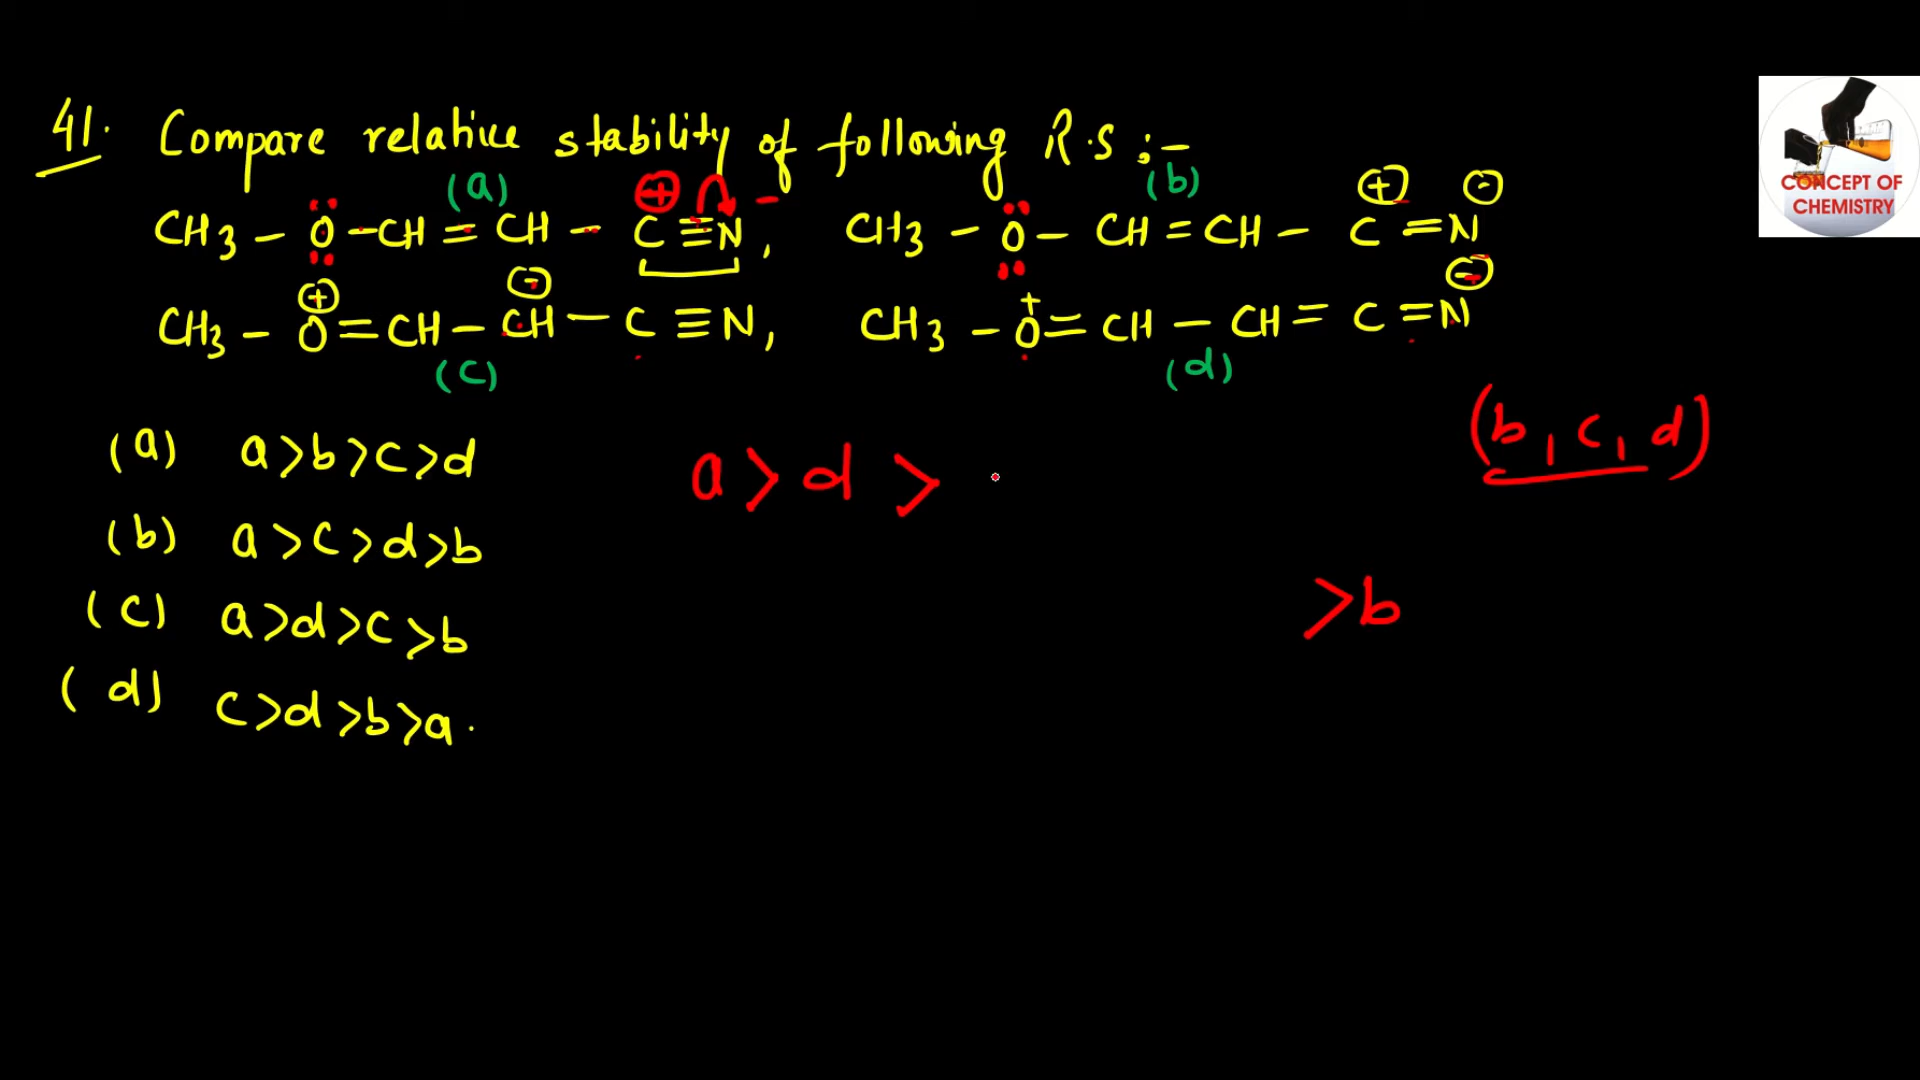 41. Compare relative stability of following R.S :-
(a) (b)
CH3 - O - CH = CH - C ≡ N, CH3 - O - CH = CH - C = N
CH3 - O = CH - CH - C ≡ N, CH3 - O = CH - CH = C = N
(c) (d)
(a) a > b > c > d
(b) a > c > d > b
(c) a > d > c > b
(d) c > d > b > a.
a > d >
(b, c, d)
> b
CONCEPT OF
CHEMISTRY